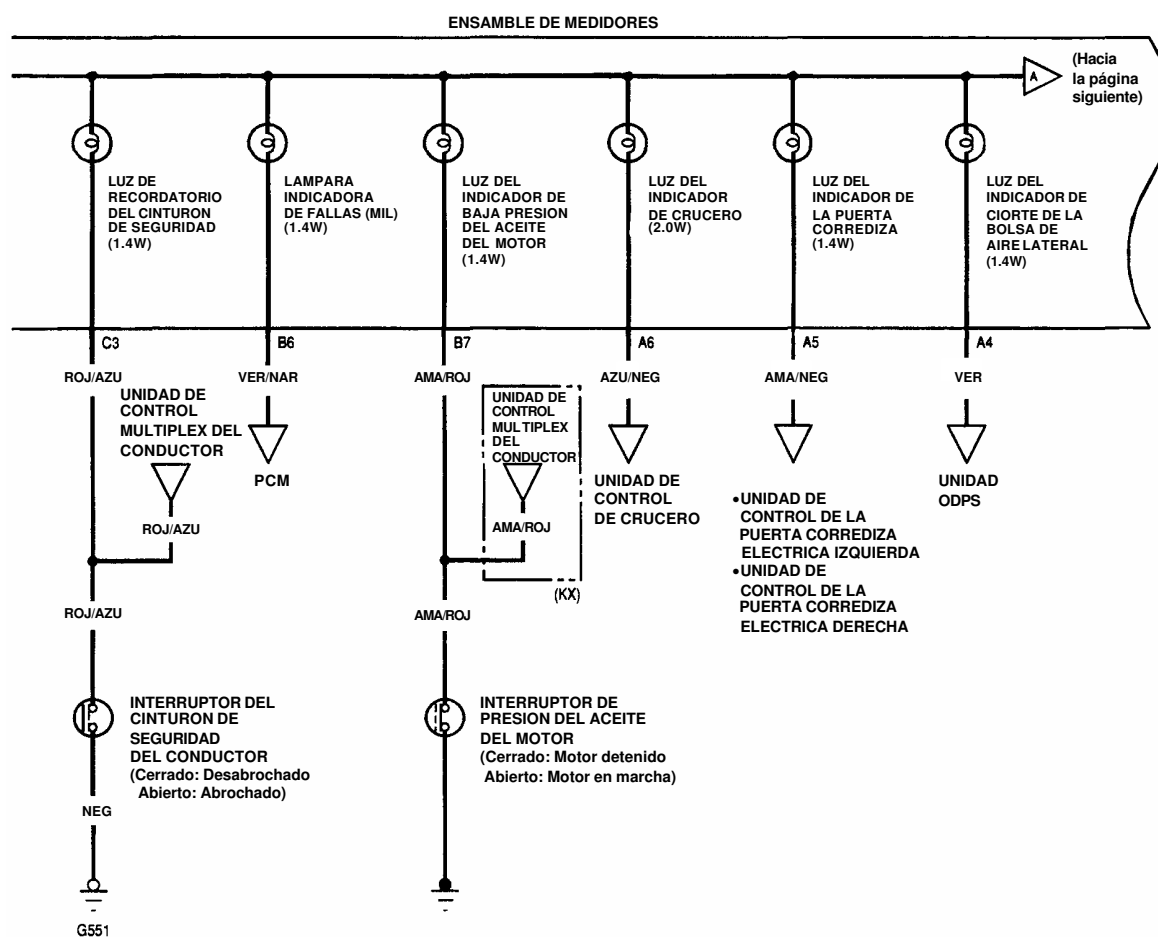 ENSAMBLE DE MEDIDORES
A
(Hacia
la página
siguiente)
LUZ DE
RECORDATORIO
DEL CINTURON
DE SEGURIDAD
(1.4W)
LAMPARA
INDICADORA
DE FALLAS (MIL)
(1.4W)
LUZ DEL
INDICADOR DE
BAJA PRESION
DEL ACEITE
DEL MOTOR
(1.4W)
LUZ DEL
INDICADOR
DE CRUCERO
(2.0W)
LUZ DEL
INDICADOR DE
LA PUERTA
CORREDIZA
(1.4W)
LUZ DEL
INDICADOR DE
CIORTE DE LA
BOLSA DE
AIRE LATERAL
(1.4W)
C3
B6
B7
A6
A5
A4
ROJ/AZU
VER/NAR
AMA/ROJ
AZU/NEG
AMA/NEG
VER
UNIDAD DE
CONTROL
MULTIPLEX DEL
CONDUCTOR
ROJ/AZU
PCM
UNIDAD DE
CONTROL
MULTIPLEX
DEL
CONDUCTOR
AMA/ROJ
(KX)
UNIDAD DE
CONTROL
DE CRUCERO
•UNIDAD DE
CONTROL DE LA
PUERTA CORREDIZA
ELECTRICA IZQUIERDA
•UNIDAD DE
CONTROL DE LA
PUERTA CORREDIZA
ELECTRICA DERECHA
UNIDAD
ODPS
ROJ/AZU
AMA/ROJ
INTERRUPTOR DEL
CINTURON DE
SEGURIDAD
DEL CONDUCTOR
(Cerrado: Desabrochado
Abierto: Abrochado)
INTERRUPTOR DE
PRESION DEL ACEITE
DEL MOTOR
(Cerrado: Motor detenido
Abierto: Motor en marcha)
NEG
G551